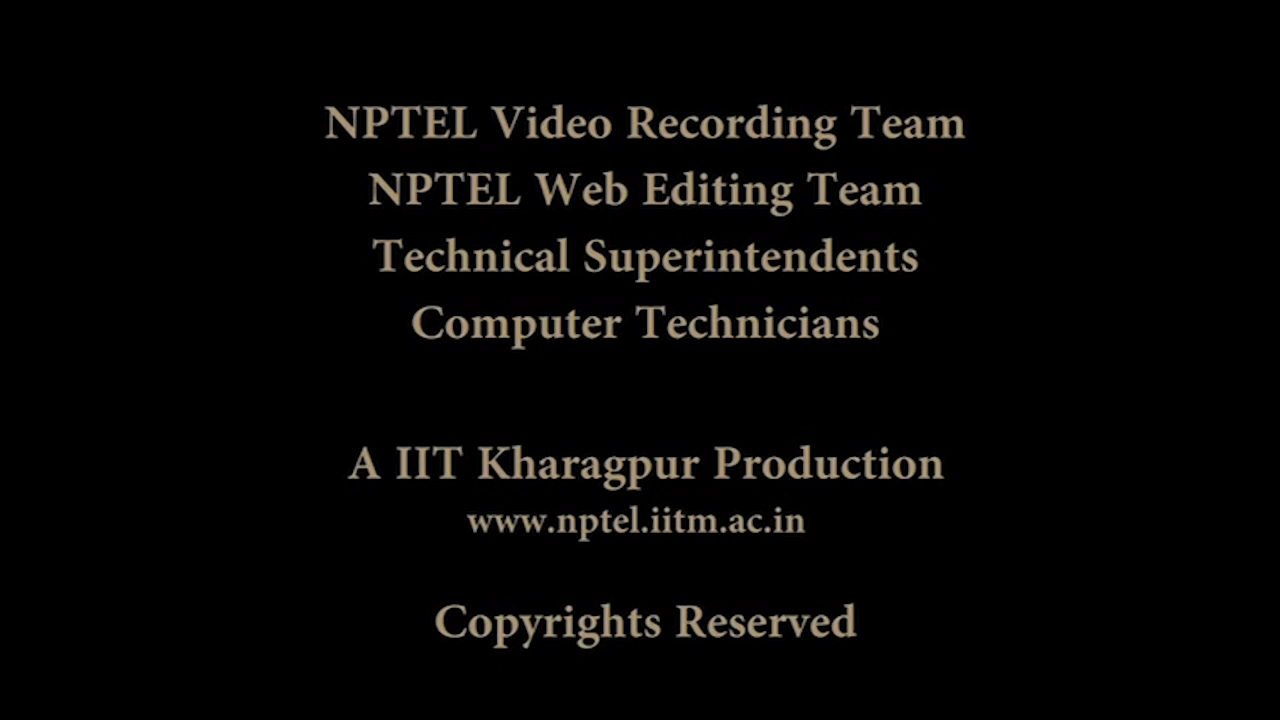 NPTEL Video Recording Team
NPTEL Web Editing Team
Technical Superintendents
Computer Technicians
A IIT Kharagpur Production
www.nptel.iitm.ac.in
Copyrights Reserved